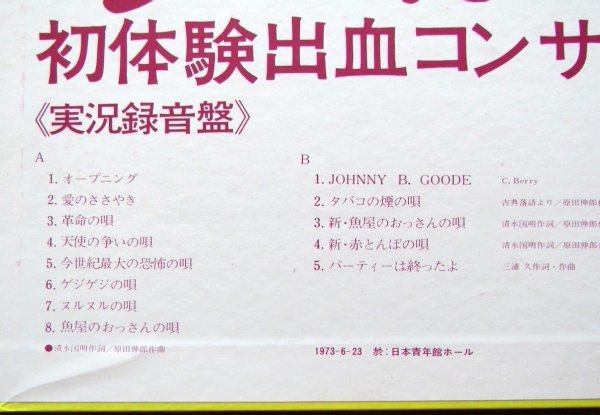 初体験出血コンサ
《実況録音盤》
A
1. オープニング
2. 愛のささやき
3. 革命の唄
4. 天使の争いの唄
5. 今世紀最大の恐怖の唄
6. ゲジゲジの唄
7. ヌルヌルの唄
8. 魚屋のおっさんの唄
●清水国明作詞／原田伸郎作曲
B
1. JOHNNY B. GOODE C. Berry
2. タバコの煙の唄 古典落語より／原田伸郎作
3. 新・魚屋のおっさんの唄 清水国明作詞／原田伸
4. 新・赤とんぼの唄 清水国明作詞／原田伸
5. パーティーは終ったよ 三浦 久作詞・作曲
1973-6-23 於：日本青年館ホール